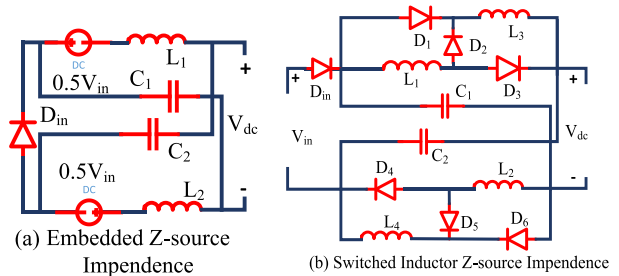 DC
L1
0.5Vin
C1
+
Din
C2
Vdc
0.5Vin
DC
L2
-
(a) Embedded Z-source
Impendence
D1
D2
L3
+
Din
L1
D3
+
C1
Vin
C2
Vdc
D4
L2
-
L4
D5
D6
(b) Switched Inductor Z-source Impendence